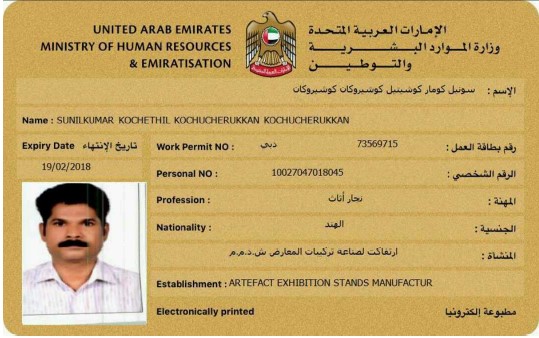 UNITED ARAB EMIRATES
MINISTRY OF HUMAN RESOURCES
& EMIRATISATION
الإمارات العربية المتحدة
وزارة الموارد البشرية
والتوطين
الإسم : سونيل كومار كوشيتيل كوشيروكان كوشيروكان
Name : SUNILKUMAR KOCHETHIL KOCHUCHERUKKAN KOCHUCHERUKKAN
Expiry Date تاريخ الإنتهاء
19/02/2018
Work Permit NO : دبي 73569715 رقم بطاقة العمل :
Personal NO : 10027047018045 الرقم الشخصي :
Profession : نجار أثاث المهنة :
Nationality : الهند الجنسية :
ارتفاكت لصناعة تركيبات المعارض ش.ذ.م.م المنشاة :
Establishment : ARTEFACT EXHIBITION STANDS MANUFACTUR
Electronically printed مطبوعة إلكترونيا